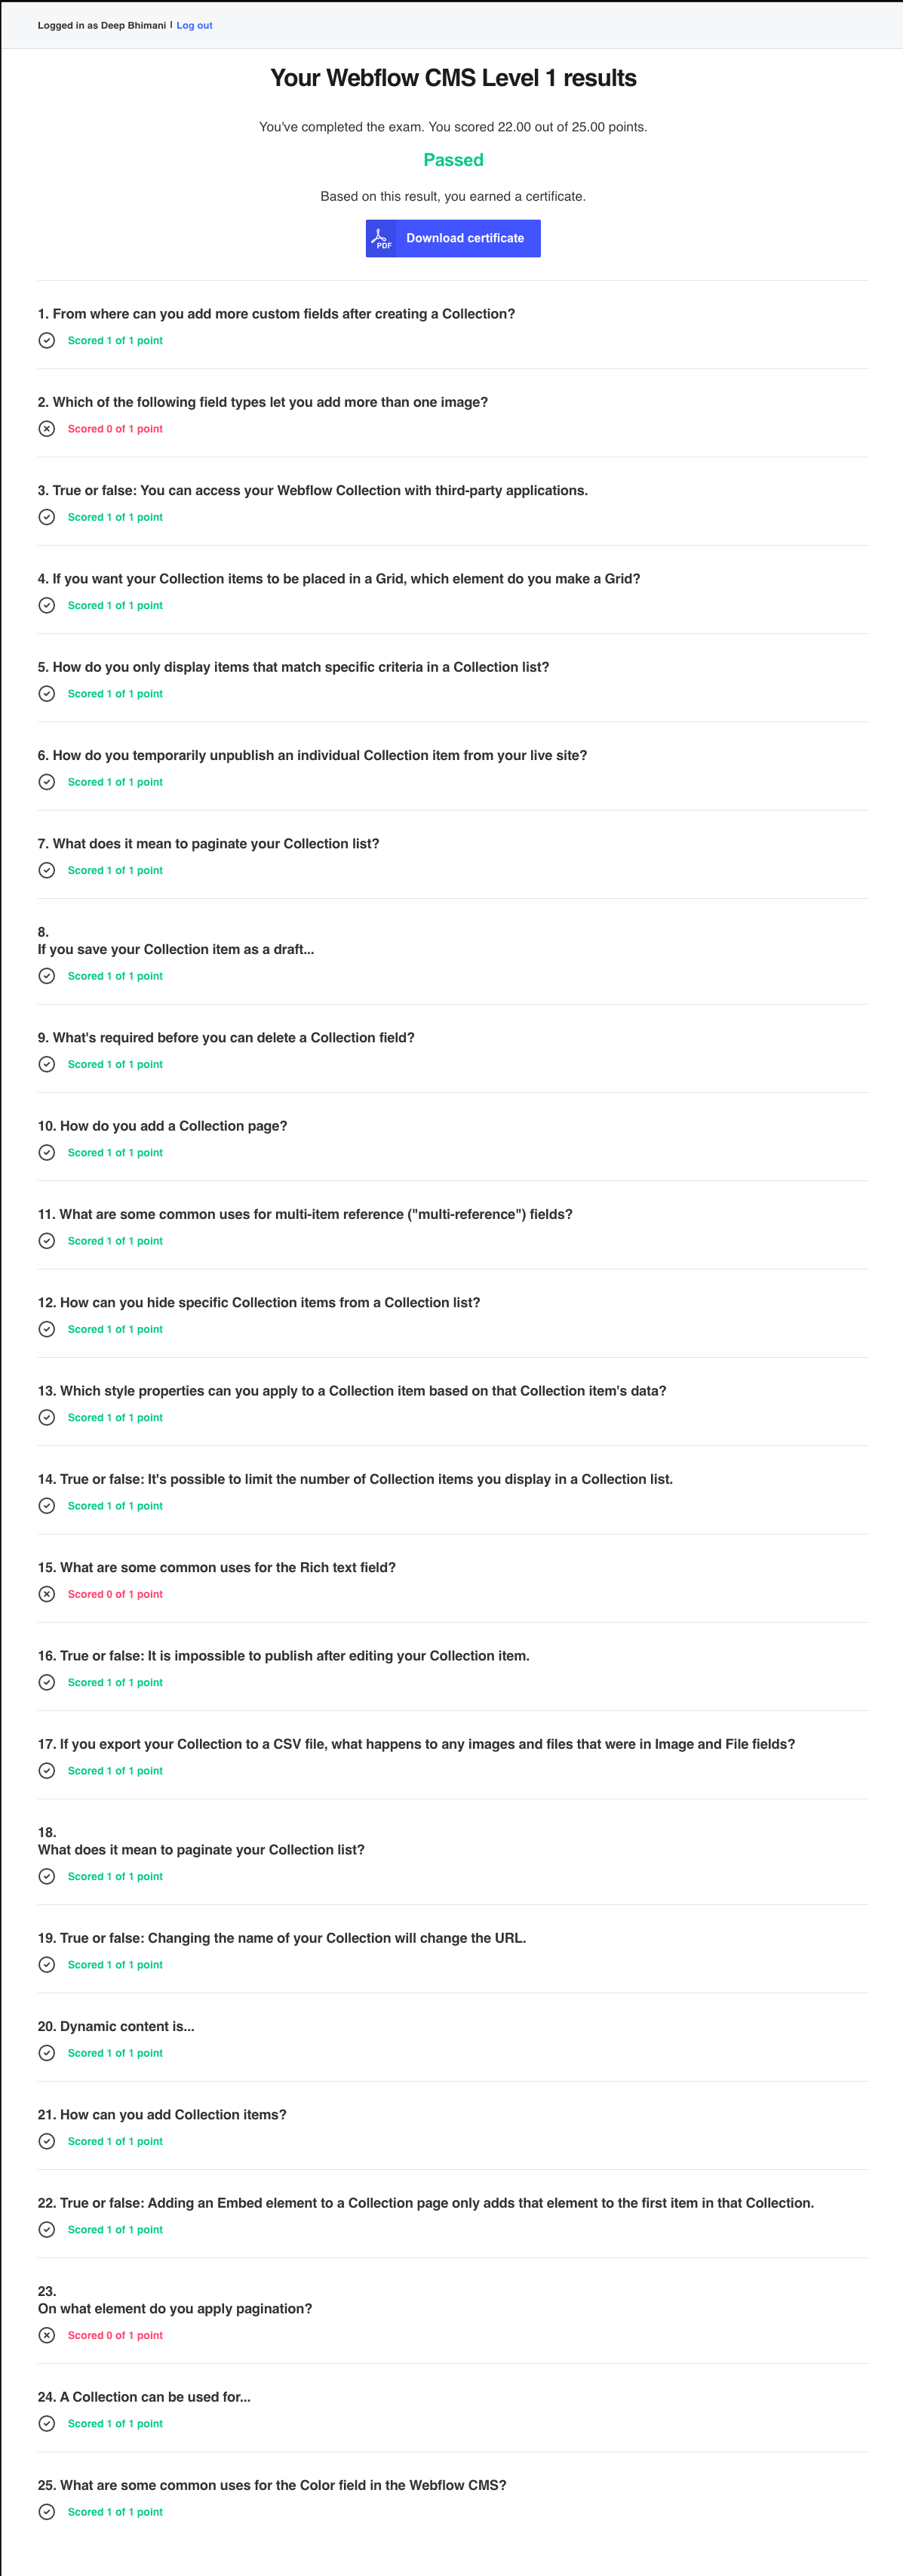 Logged in as Deep Bhimani | Log out
Your Webflow CMS Level 1 results
You've completed the exam. You scored 22.00 out of 25.00 points.
Passed
Based on this result, you earned a certificate.
PDF Download certificate
1. From where can you add more custom fields after creating a Collection?
Scored 1 of 1 point
2. Which of the following field types let you add more than one image?
Scored 0 of 1 point
3. True or false: You can access your Webflow Collection with third-party applications.
Scored 1 of 1 point
4. If you want your Collection items to be placed in a Grid, which element do you make a Grid?
Scored 1 of 1 point
5. How do you only display items that match specific criteria in a Collection list?
Scored 1 of 1 point
6. How do you temporarily unpublish an individual Collection item from your live site?
Scored 1 of 1 point
7. What does it mean to paginate your Collection list?
Scored 1 of 1 point
8.
If you save your Collection item as a draft...
Scored 1 of 1 point
9. What's required before you can delete a Collection field?
Scored 1 of 1 point
10. How do you add a Collection page?
Scored 1 of 1 point
11. What are some common uses for multi-item reference ("multi-reference") fields?
Scored 1 of 1 point
12. How can you hide specific Collection items from a Collection list?
Scored 1 of 1 point
13. Which style properties can you apply to a Collection item based on that Collection item's data?
Scored 1 of 1 point
14. True or false: It's possible to limit the number of Collection items you display in a Collection list.
Scored 1 of 1 point
15. What are some common uses for the Rich text field?
Scored 0 of 1 point
16. True or false: It is impossible to publish after editing your Collection item.
Scored 1 of 1 point
17. If you export your Collection to a CSV file, what happens to any images and files that were in Image and File fields?
Scored 1 of 1 point
18.
What does it mean to paginate your Collection list?
Scored 1 of 1 point
19. True or false: Changing the name of your Collection will change the URL.
Scored 1 of 1 point
20. Dynamic content is...
Scored 1 of 1 point
21. How can you add Collection items?
Scored 1 of 1 point
22. True or false: Adding an Embed element to a Collection page only adds that element to the first item in that Collection.
Scored 1 of 1 point
23.
On what element do you apply pagination?
Scored 0 of 1 point
24. A Collection can be used for...
Scored 1 of 1 point
25. What are some common uses for the Color field in the Webflow CMS?
Scored 1 of 1 point